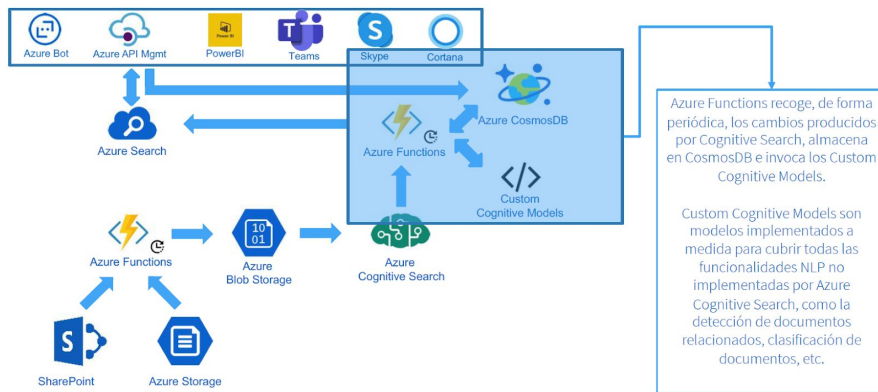 Azure Bot
Azure API Mgmt
Power BI
PowerBI
Teams
Skype
Cortana
Azure Search
Azure Functions
Azure CosmosDB
</>
Custom
Cognitive Models
Azure Functions
10
01
Azure
Blob Storage
Azure
Cognitive Search
S
SharePoint
Azure Storage
Azure Functions recoge, de forma
periódica, los cambios producidos
por Cognitive Search, almacena
en CosmosDB e invoca los Custom
Cognitive Models.
Custom Cognitive Models son
modelos implementados a
medida para cubrir todas las
funcionalidades NLP no
implementadas por Azure
Cognitive Search, como la
detección de documentos
relacionados, clasificación de
documentos, etc.